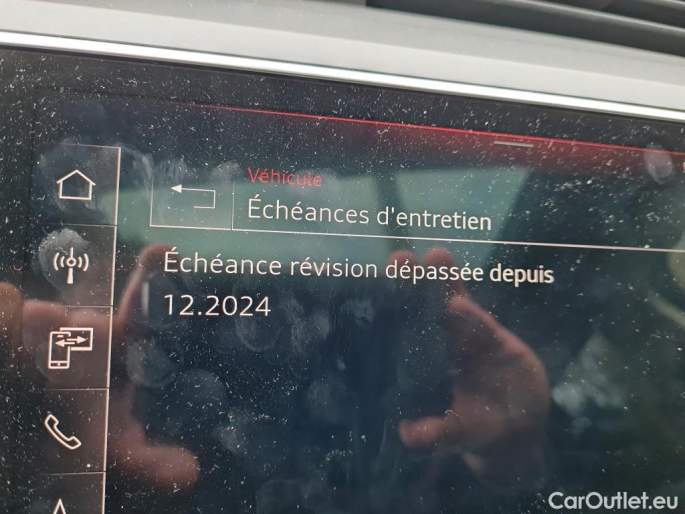 Véhicule
Échéances d'entretien
Échéance révision dépassée depuis
12.2024
CarOutlet.eu